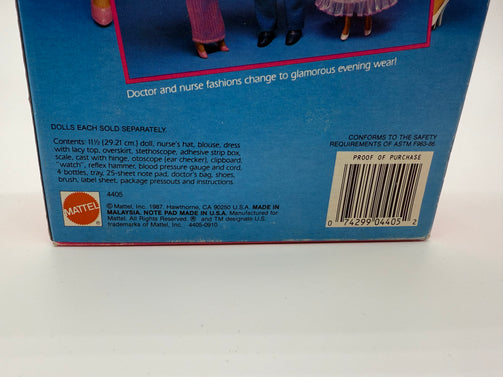 Doctor and nurse fashions change to glamorous evening wear!
DOLLS EACH SOLD SEPARATELY.
Contents: 11½ (29.21 cm.) doll, nurse's hat, blouse, dress
with lacy top, overskirt, stethoscope, adhesive strip box,
scale, cast with hinge, otoscope (ear checker), clipboard,
"watch", reflex hammer, blood pressure gauge and cord,
4 bottles, tray, 25-sheet note pad, doctor's bag, shoes,
brush, label sheet, package pressouts and instructions.
CONFORMS TO THE SAFETY
REQUIREMENTS OF ASTM F963-86.
PROOF OF PURCHASE
0 74299 04405 2
4405
MATTEL
®
© Mattel, Inc. 1987, Hawthorne, CA 90250 U.S.A. MADE IN
MALAYSIA. NOTE PAD MADE IN U.S.A. Manufactured for
Mattel. All Rights Reserved. ® and TM designate U.S.
trademarks of Mattel, Inc. 4405-0910